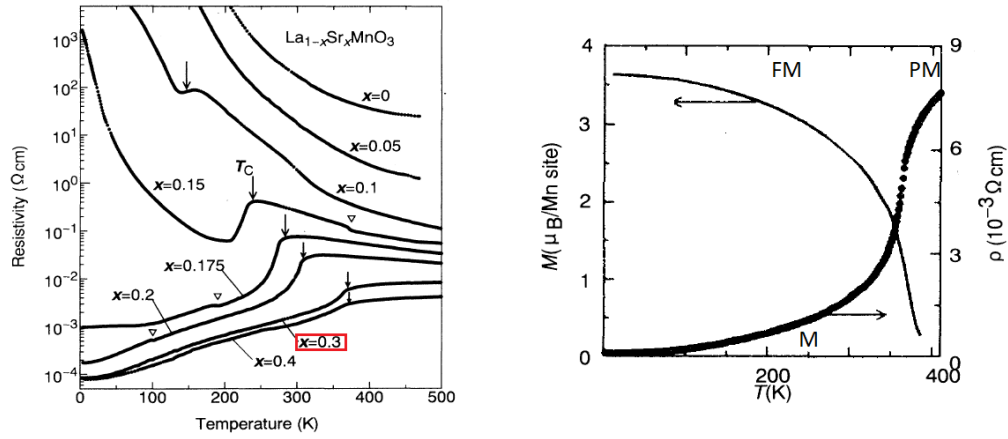 La1−xSrxMnO3
10³
10²
10¹
10⁰
10⁻¹
10⁻²
10⁻³
10⁻⁴
Resistivity (Ω cm)
x=0
x=0.05
x=0.1
x=0.15
TC
x=0.175
x=0.2
x=0.3
x=0.4
0 100 200 300 400 500
Temperature (K)
4
3
2
1
0
M(μB/Mn site)
FM
PM
M
9
6
3
0
ρ (10⁻³Ω cm)
200 400
T(K)